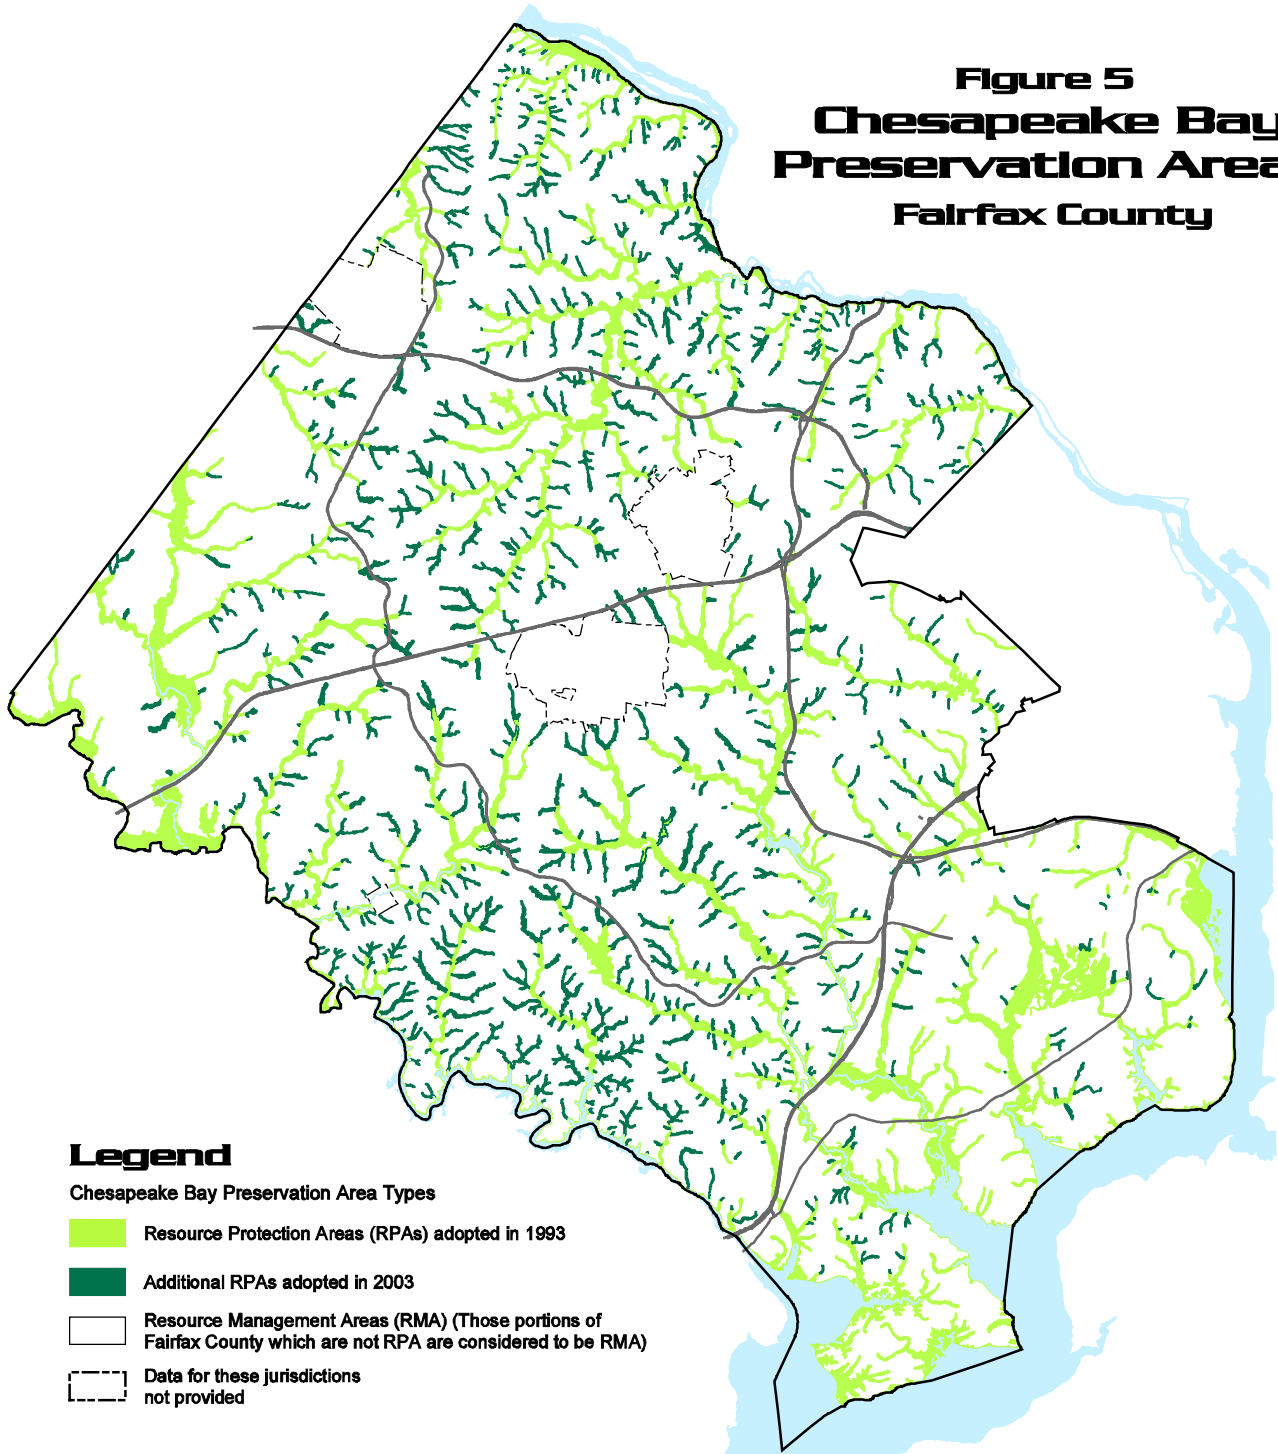 Figure 5
Chesapeake Bay
Preservation Area
Fairfax County
Legend
Chesapeake Bay Preservation Area Types
Resource Protection Areas (RPAs) adopted in 1993
Additional RPAs adopted in 2003
Resource Management Areas (RMA) (Those portions of
Fairfax County which are not RPA are considered to be RMA)
Data for these jurisdictions
not provided